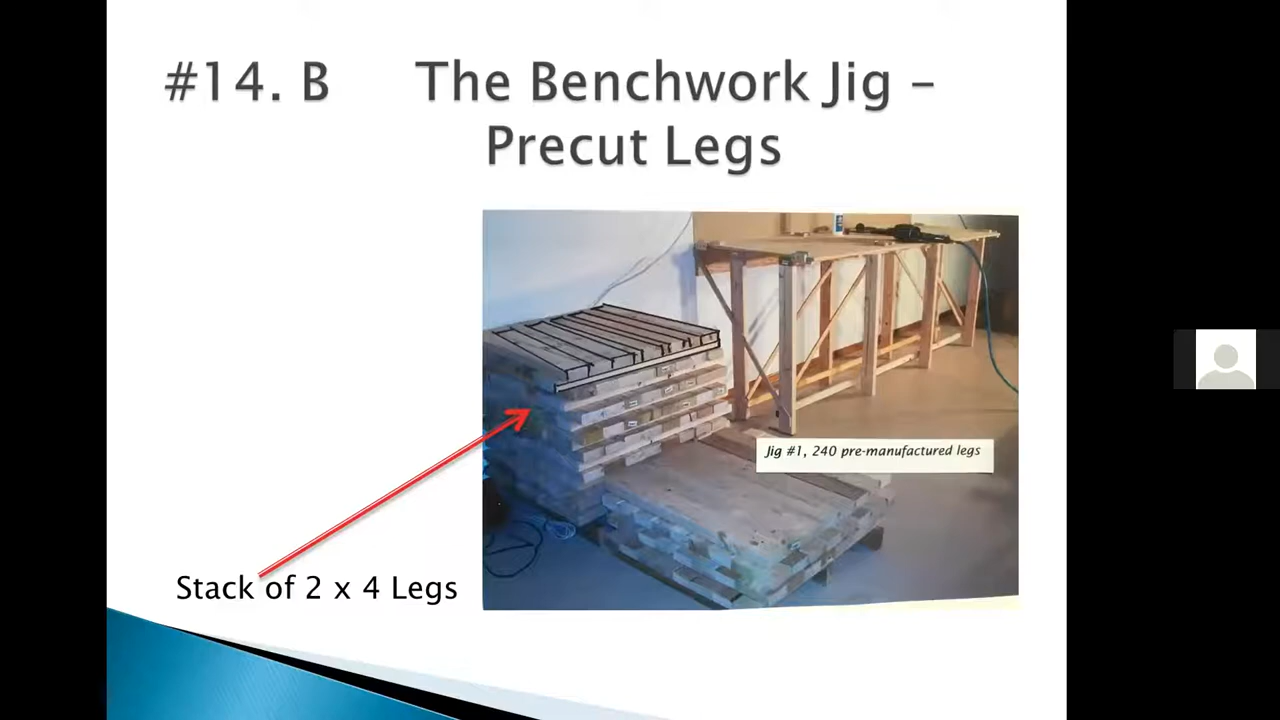 #14. B The Benchwork Jig –
Precut Legs
Jig #1, 240 pre-manufactured legs
Stack of 2 x 4 Legs